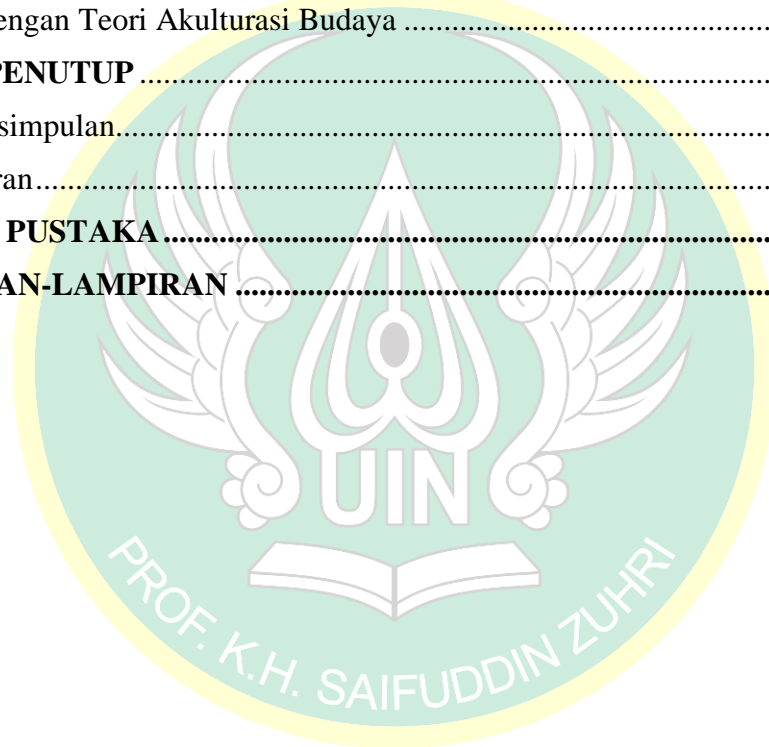 engan Teori Akulturasi Budaya ........................................................
PENUTUP ........................................................................................
simpulan............................................................................................
ran......................................................................................................
PUSTAKA .........................................................................................
AN-LAMPIRAN ................................................................................
UIN
PROF. K.H. SAIFUDDIN ZUHRI